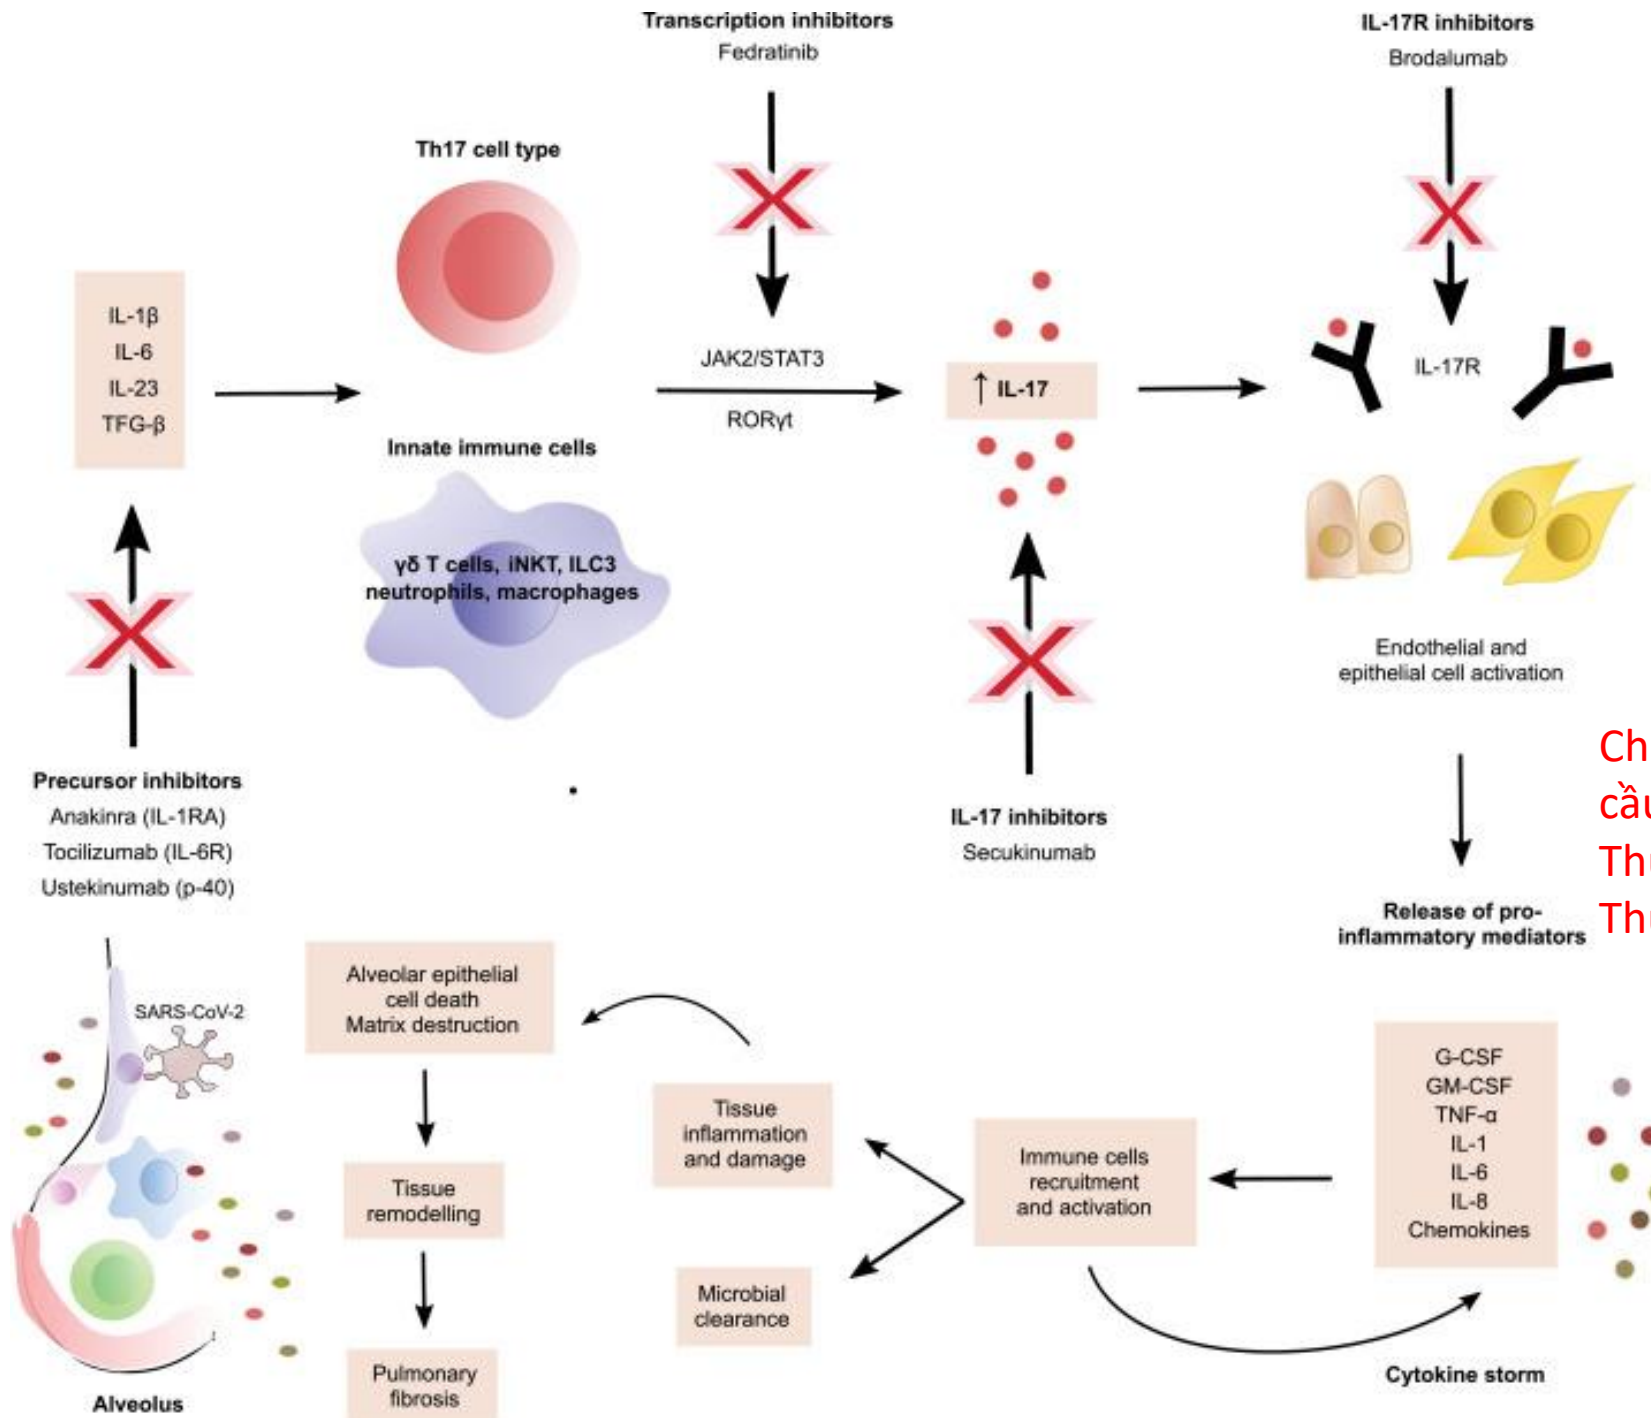 Transcription inhibitors
Fedratinib
IL-17R inhibitors
Brodalumab
Th17 cell type
IL-1β
IL-6
IL-23
TFG-β
JAK2/STAT3
RORγt
↑ IL-17
IL-17R
Innate immune cells
γδ T cells, iNKT, ILC3
neutrophils, macrophages
Endothelial and
epithelial cell activation
Precursor inhibitors
Anakinra (IL-1RA)
Tocilizumab (IL-6R)
Ustekinumab (p-40)
IL-17 inhibitors
Secukinumab
Release of pro-
inflammatory mediators
SARS-CoV-2
Alveolus
Alveolar epithelial
cell death
Matrix destruction
Tissue
remodelling
Pulmonary
fibrosis
Tissue
inflammation
and damage
Microbial
clearance
Immune cells
recruitment
and activation
G-CSF
GM-CSF
TNF-α
IL-1
IL-6
IL-8
Chemokines
Cytokine storm